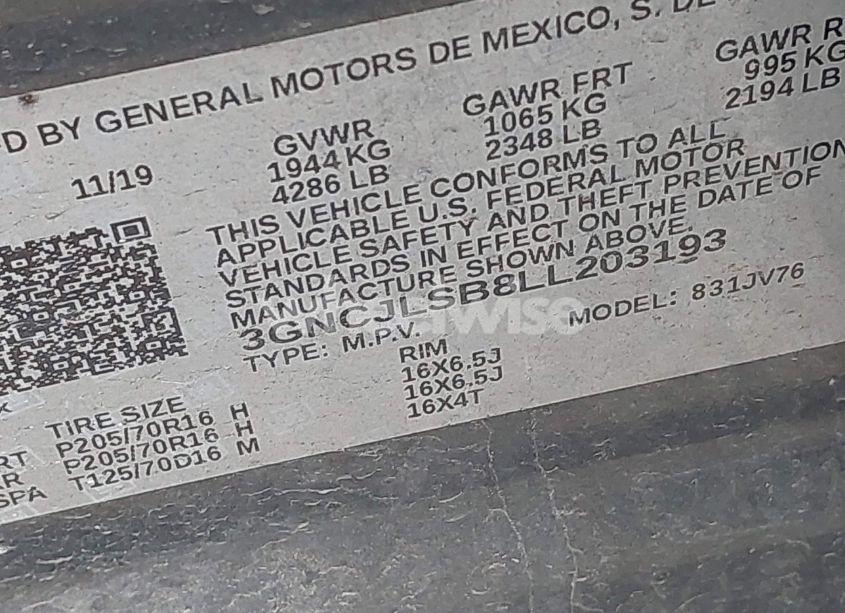 D BY GENERAL MOTORS DE MEXICO, S. DE
11/19
GVWR
1944 KG
4286 LB
GAWR FRT
1065 KG
2348 LB
GAWR R
995 KG
2194 LB
THIS VEHICLE CONFORMS TO ALL
APPLICABLE U.S. FEDERAL MOTOR
VEHICLE SAFETY AND THEFT PREVENTION
STANDARDS IN EFFECT ON THE DATE OF
MANUFACTURE SHOWN ABOVE.
3GNCJLSB8LL203193
TYPE: M.P.V.
MODEL: 831JV76
TIRE SIZE
RIM
RT P205/70R16 H 16X6.5J
R P205/70R16 H 16X6.5J
SPA T125/70D16 M 16X4T